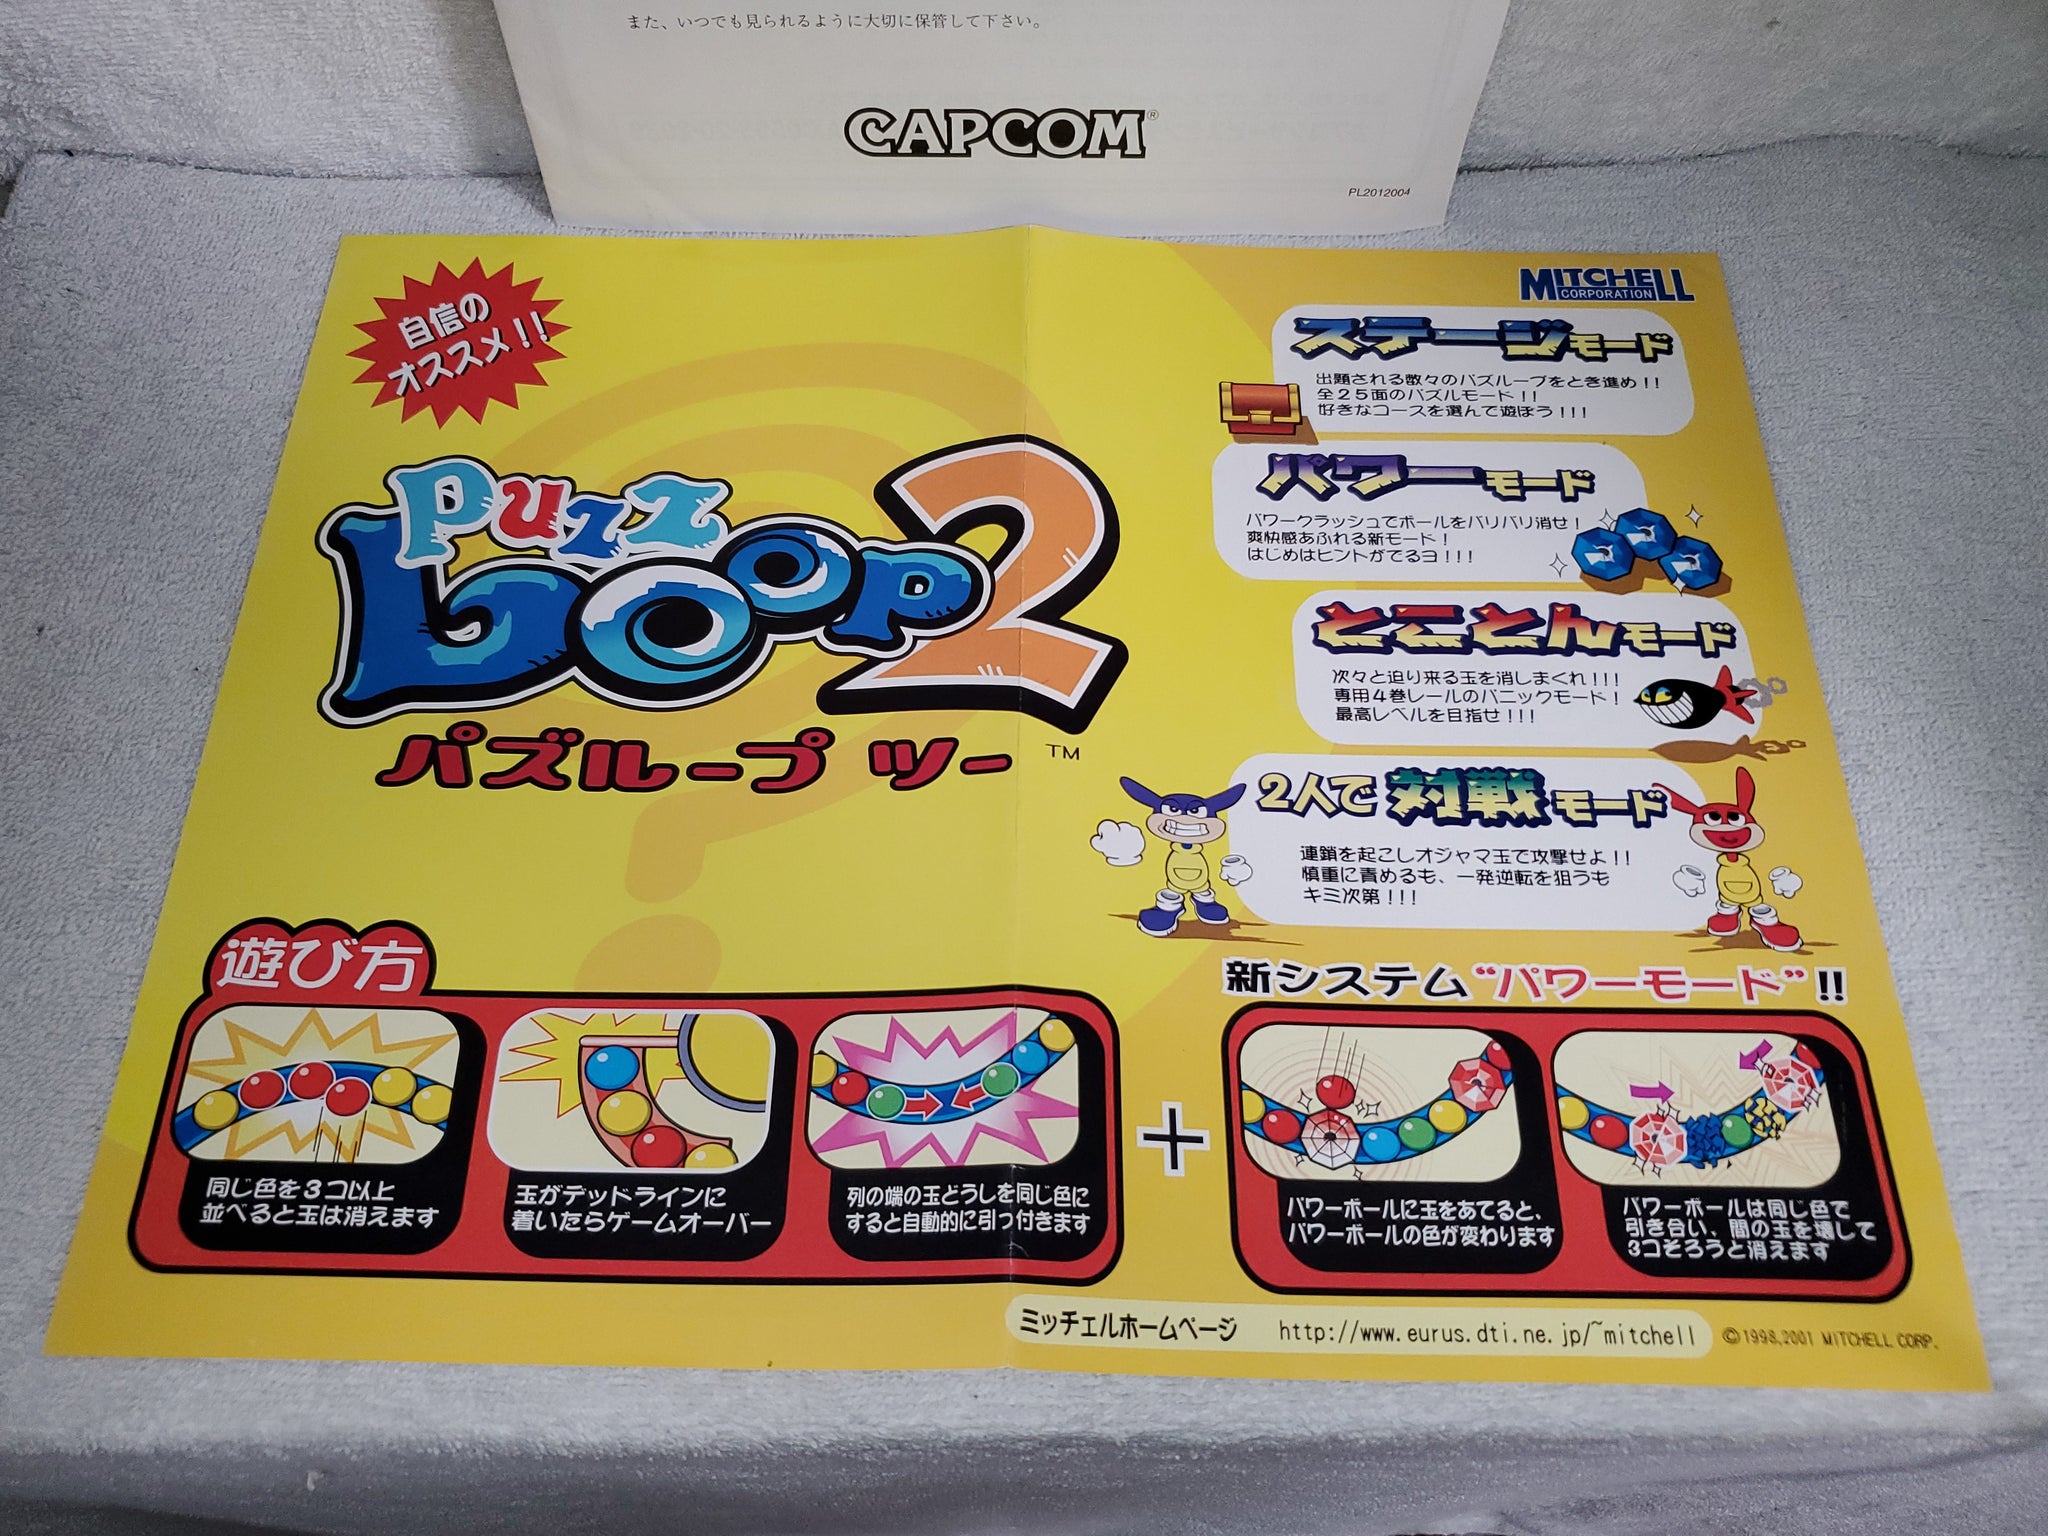 また、いつでも見られるように大切に保管して下さい。
CAPCOM®
PL2012004
自信の
オススメ!!
PUZZ
LOOP2
パズループ ツー
TM
MITCHELL
CORPORATION
ステージモード
出題される数々のパズループをとき進め!!
全25面のパズルモード!!
好きなコースを選んで遊ぼう!!!
パワーモード
パワークラッシュでボールをバリバリ消せ!
爽快感あふれる新モード!
はじめはヒントがでるヨ!!!
とことんモード
次々と迫り来る玉を消しまくれ!!!
専用4巻レールのパニックモード!
最高レベルを目指せ!!!
2人で対戦モード
連鎖を起こしオジャマ玉で攻撃せよ!!
慎重に責めるも、一発逆転を狙うも
キミ次第!!!
遊び方
同じ色を3コ以上
並べると玉は消えます
玉がデッドラインに
着いたらゲームオーバー
列の端の玉どうしを同じ色に
すると自動的に引っ付きます
+
新システム“パワーモード”!!
パワーボールに玉をあてると、
パワーボールの色が変わります
パワーボールは同じ色で
引き合い、間の玉を壊して
3コそろうと消えます
ミッチェルホームページ http://www.eurus.dti.ne.jp/~mitchell
©1998,2001 MITCHELL CORP.